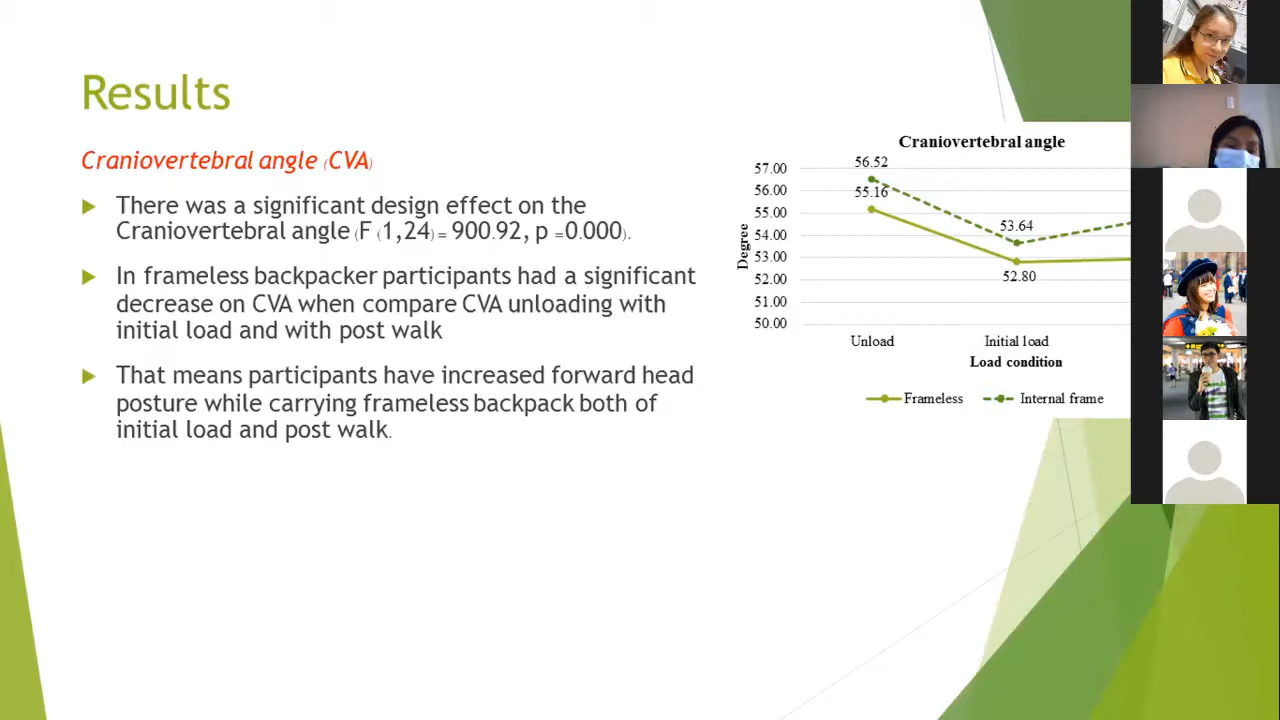 Results
Craniovertebral angle (CVA)
There was a significant design effect on the
Craniovertebral angle (F (1,24) = 900.92, p =0.000).
In frameless backpacker participants had a significant
decrease on CVA when compare CVA unloading with
initial load and with post walk
That means participants have increased forward head
posture while carrying frameless backpack both of
initial load and post walk.
Craniovertebral angle
57.00
56.00
55.00
54.00
53.00
52.00
51.00
50.00
Degree
56.52
55.16
53.64
52.80
Unload
Initial load
Load condition
Frameless
Internal frame